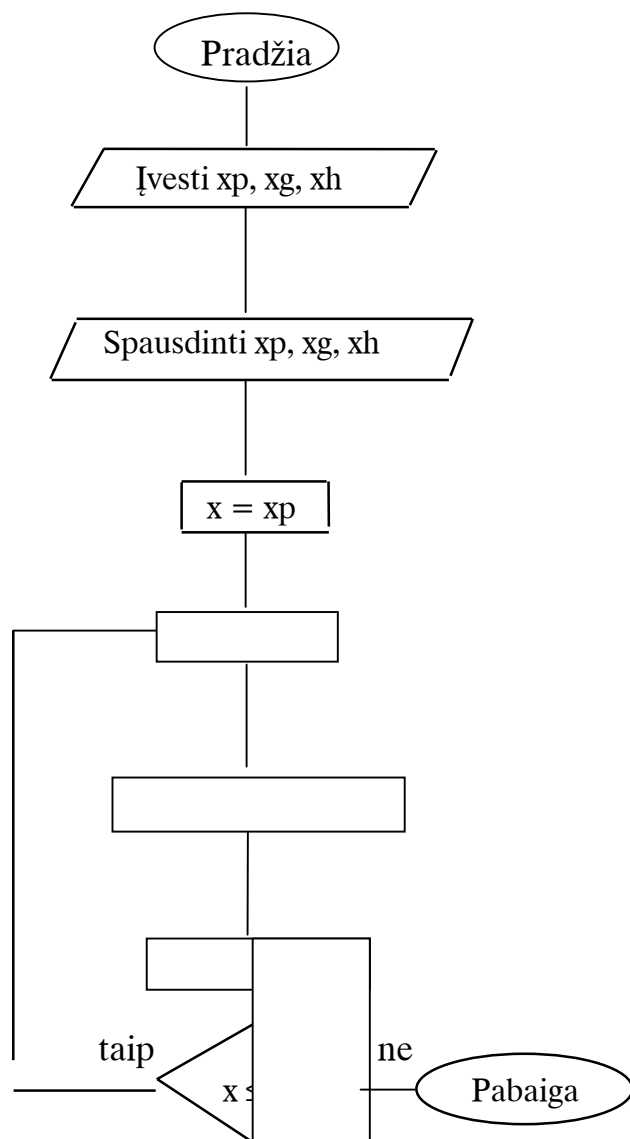 Pradžia
Įvesti xp, xg, xh
Spausdinti xp, xg, xh
x = xp
taip
ne
x ≤
Pabaiga